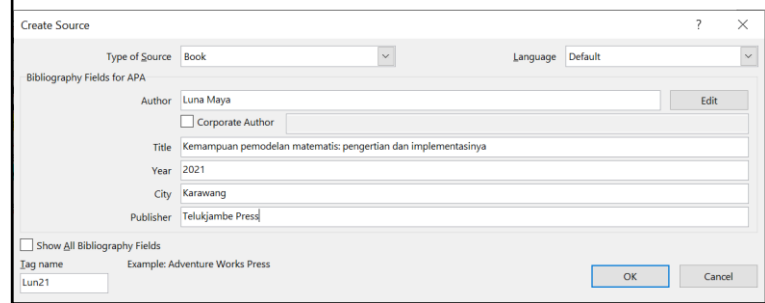 Create Source ? ×
Type of Source Book Language Default
Bibliography Fields for APA
Author Luna Maya Edit
Corporate Author
Title Kemampuan pemodelan matematis: pengertian dan implementasinya
Year 2021
City Karawang
Publisher Telukjambe Press
Show All Bibliography Fields
Tag name Example: Adventure Works Press
Lun21
OK Cancel